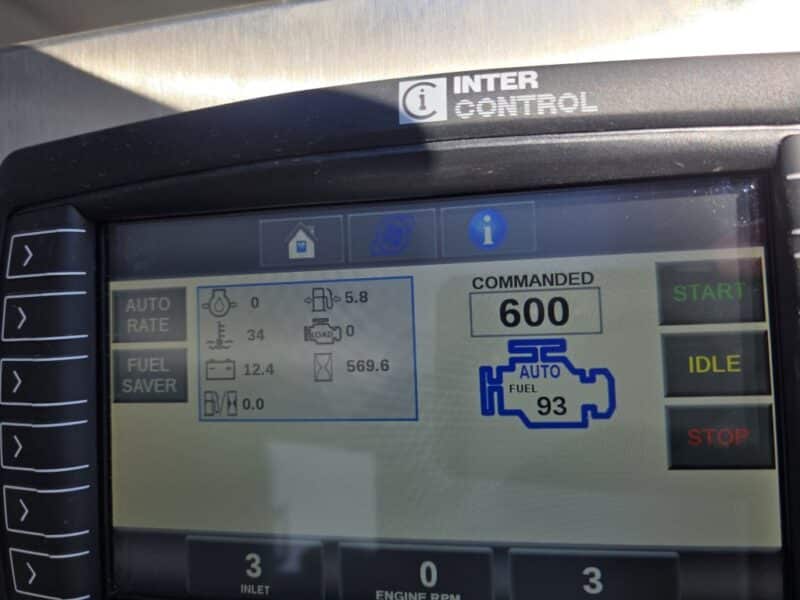 INTER
CONTROL
COMMANDED
600
START
AUTO
RATE
0
5.8
34
LOAD
0
AUTO
FUEL
93
IDLE
FUEL
SAVER
12.4
569.6
0.0
STOP
3
INLET
0
ENGINE RPM
3